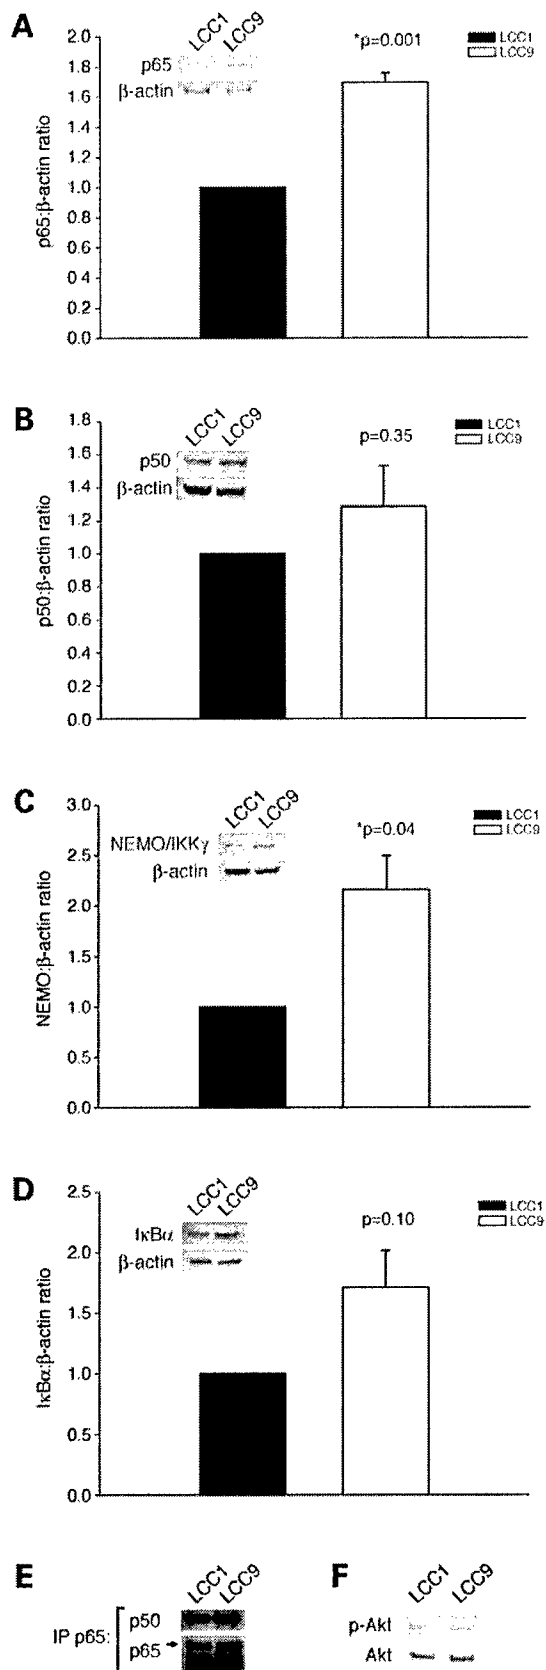 A
LCC1 LCC9
p65
β-actin
*p=0.001
LCC1
LCC9
p65:β-actin ratio
2.0
1.8
1.6
1.4
1.2
1.0
0.8
0.6
0 4
0.2
0.0
B
LCC1 LCC9
p50
β-actin
p=0.35
LCC1
LCC9
p50:β-actin ratio
1.8
1.6
1.4
1.2
1.0
0.8
0.6
0.4
0.2
0.0
C
LCC1 LCC9
NEMO/IKKγ
β-actin
*p=0.04
LCC1
LCC9
NEMO:β-actin ratio
3.0
2.5
2.0
1.5
1.0
0.5
0.0
D
LCC1 LCC9
IκBα
β-actin
p=0.10
LCC1
LCC9
IκBα:β-actin ratio
2.5
2.0
1.5
1.0
0.5
0.0
E
LCC1 LCC9
IP p65:
p50
p65
F
LCC1 LCC9
p-Akt
Akt